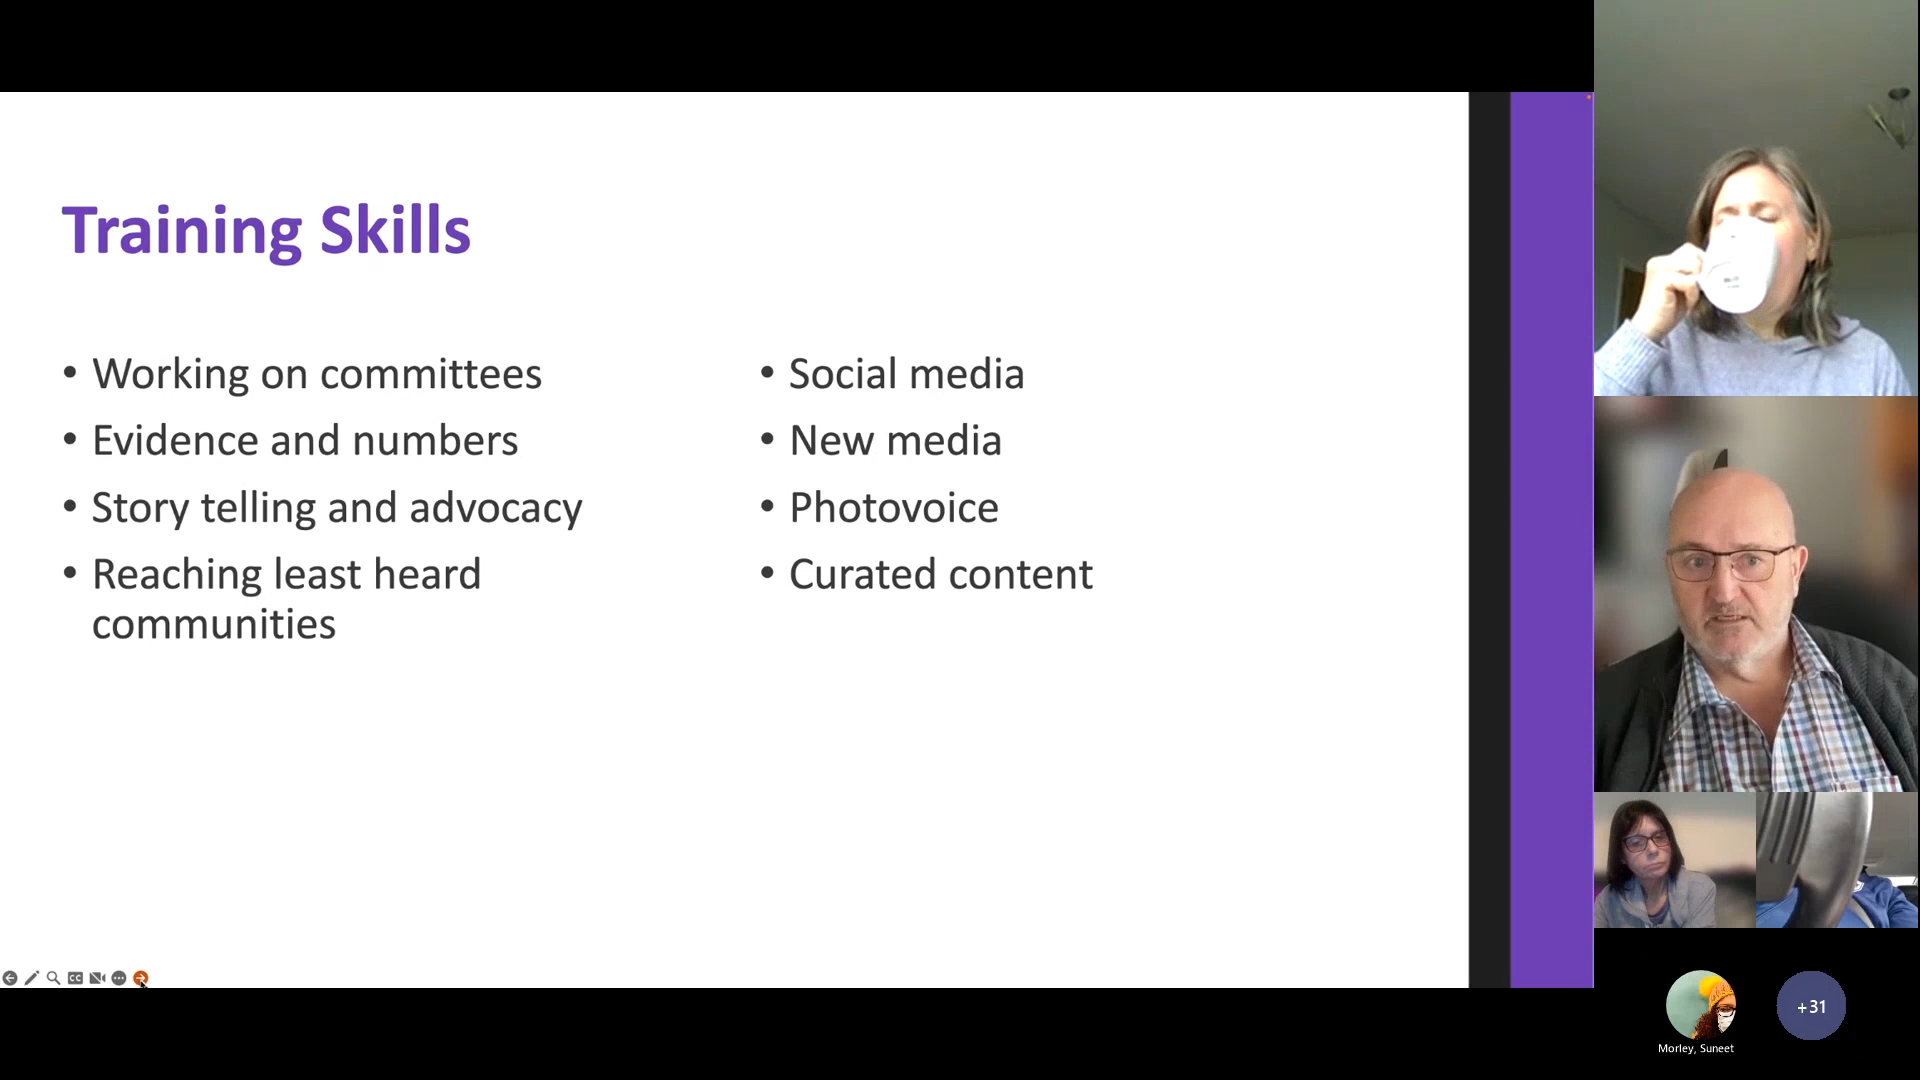 Training Skills
• Working on committees
• Evidence and numbers
• Story telling and advocacy
• Reaching least heard
communities
• Social media
• New media
• Photovoice
• Curated content
CC
+31
Morley, Suneet